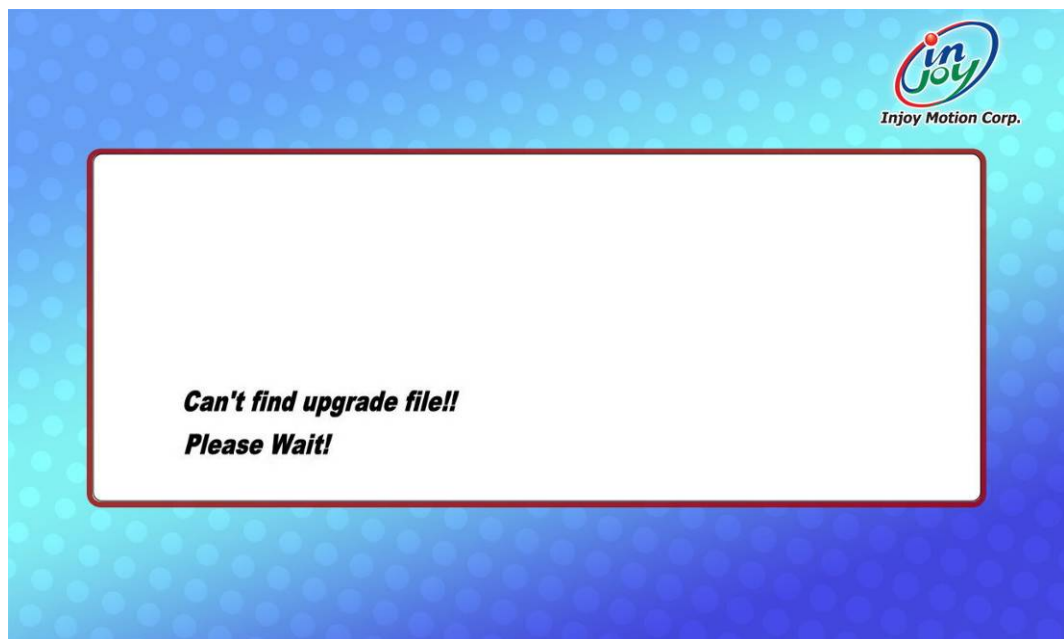 in
joy
Injoy Motion Corp.
Can't find upgrade file!!
Please Wait!